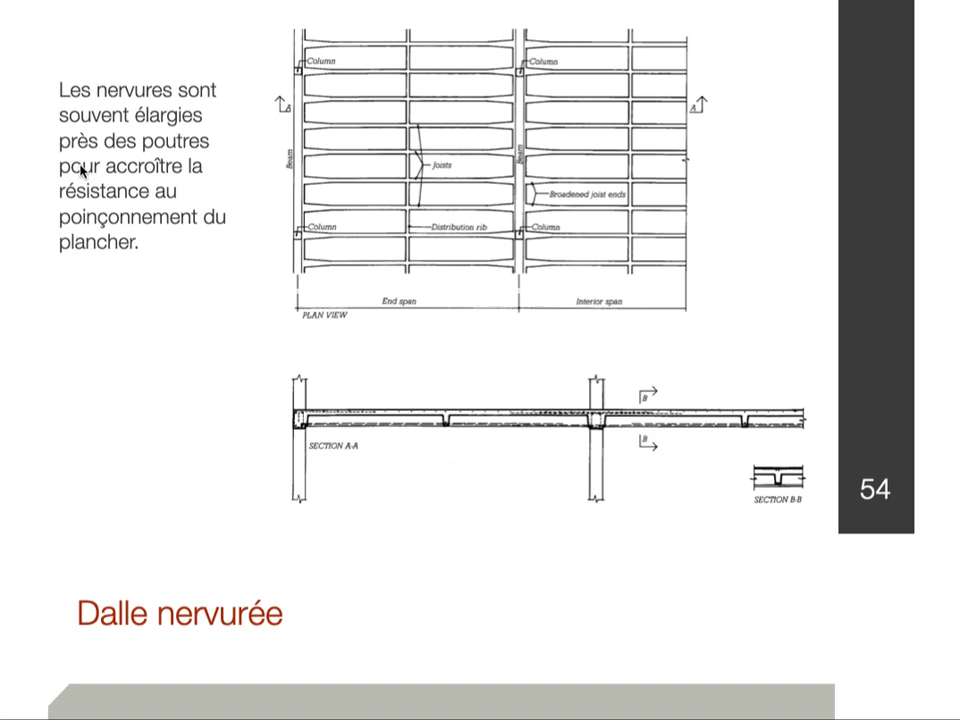 Les nervures sont
souvent élargies
près des poutres
pour accroître la
résistance au
poinçonnement du
plancher.
Column
Column
A
A
Beam
Beam
Joists
Broadened joist ends
Column
Distribution rib
Column
End span
Interior span
PLAN VIEW
B
B
SECTION A-A
SECTION B-B
54
Dalle nervurée